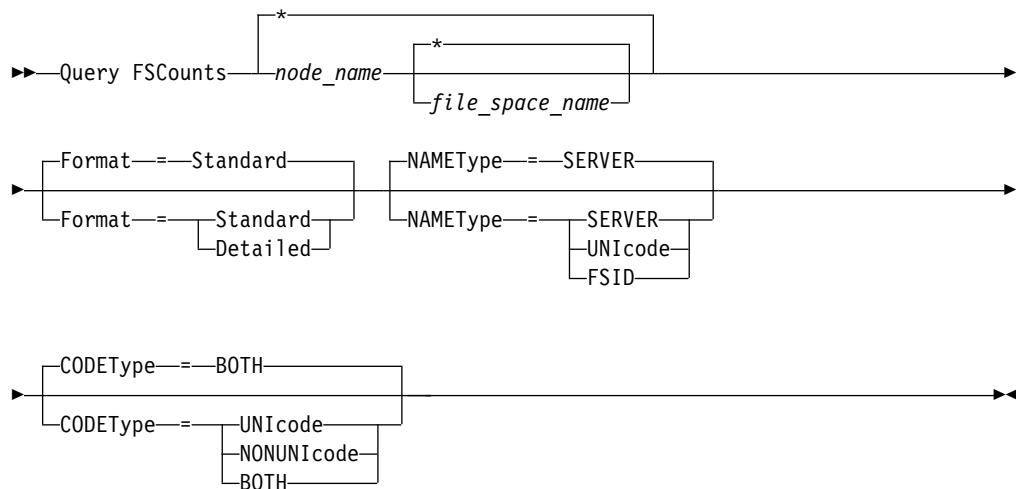 *
*
Query FSCounts node_name
file_space_name
Format = Standard NAMEType = SERVER
Format = Standard NAMEType = SERVER
Detailed UNIcode
FSID
CODEType = BOTH
CODEType = UNIcode
NONUNIcode
BOTH